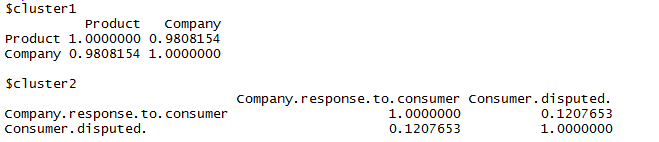 $cluster1
Product Company
Product 1.0000000 0.9808154
Company 0.9808154 1.0000000
$cluster2
Company.response.to.consumer Consumer.disputed.
Company.response.to.consumer 1.0000000 0.1207653
Consumer.disputed. 0.1207653 1.0000000